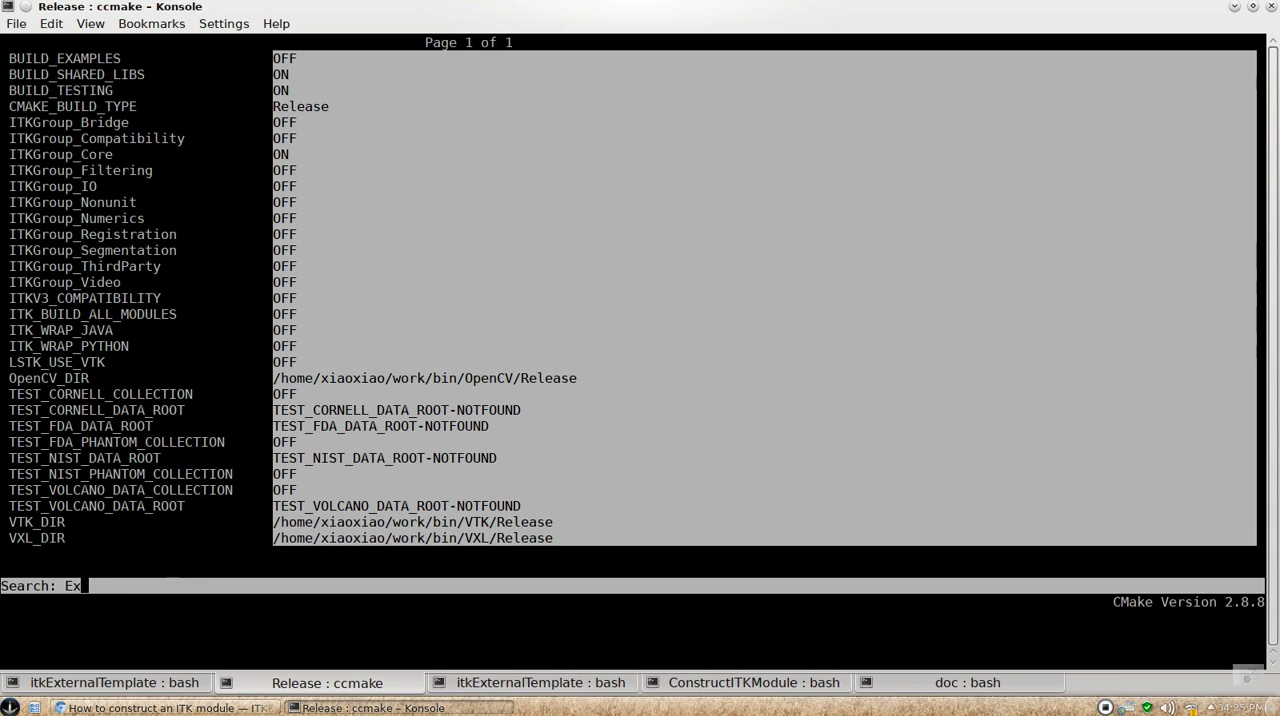 Release : ccmake – Konsole
File Edit View Bookmarks Settings Help
Page 1 of 1
BUILD_EXAMPLES OFF
BUILD_SHARED_LIBS ON
BUILD_TESTING ON
CMAKE_BUILD_TYPE Release
ITKGroup_Bridge OFF
ITKGroup_Compatibility OFF
ITKGroup_Core ON
ITKGroup_Filtering OFF
ITKGroup_IO OFF
ITKGroup_Nonunit OFF
ITKGroup_Numerics OFF
ITKGroup_Registration OFF
ITKGroup_Segmentation OFF
ITKGroup_ThirdParty OFF
ITKGroup_Video OFF
ITKV3_COMPATIBILITY OFF
ITK_BUILD_ALL_MODULES OFF
ITK_WRAP_JAVA OFF
ITK_WRAP_PYTHON OFF
LSTK_USE_VTK OFF
OpenCV_DIR /home/xiaoxiao/work/bin/OpenCV/Release
TEST_CORNELL_COLLECTION OFF
TEST_CORNELL_DATA_ROOT TEST_CORNELL_DATA_ROOT-NOTFOUND
TEST_FDA_DATA_ROOT TEST_FDA_DATA_ROOT-NOTFOUND
TEST_FDA_PHANTOM_COLLECTION OFF
TEST_NIST_DATA_ROOT TEST_NIST_DATA_ROOT-NOTFOUND
TEST_NIST_PHANTOM_COLLECTION OFF
TEST_VOLCANO_DATA_COLLECTION OFF
TEST_VOLCANO_DATA_ROOT TEST_VOLCANO_DATA_ROOT-NOTFOUND
VTK_DIR /home/xiaoxiao/work/bin/VTK/Release
VXL_DIR /home/xiaoxiao/work/bin/VXL/Release
Search: Ex
CMake Version 2.8.8
itkExternalTemplate : bash Release : ccmake itkExternalTemplate : bash ConstructITKModule : bash doc : bash
How to construct an ITK module — ITK Release : ccmake – Konsole 04:25 PM